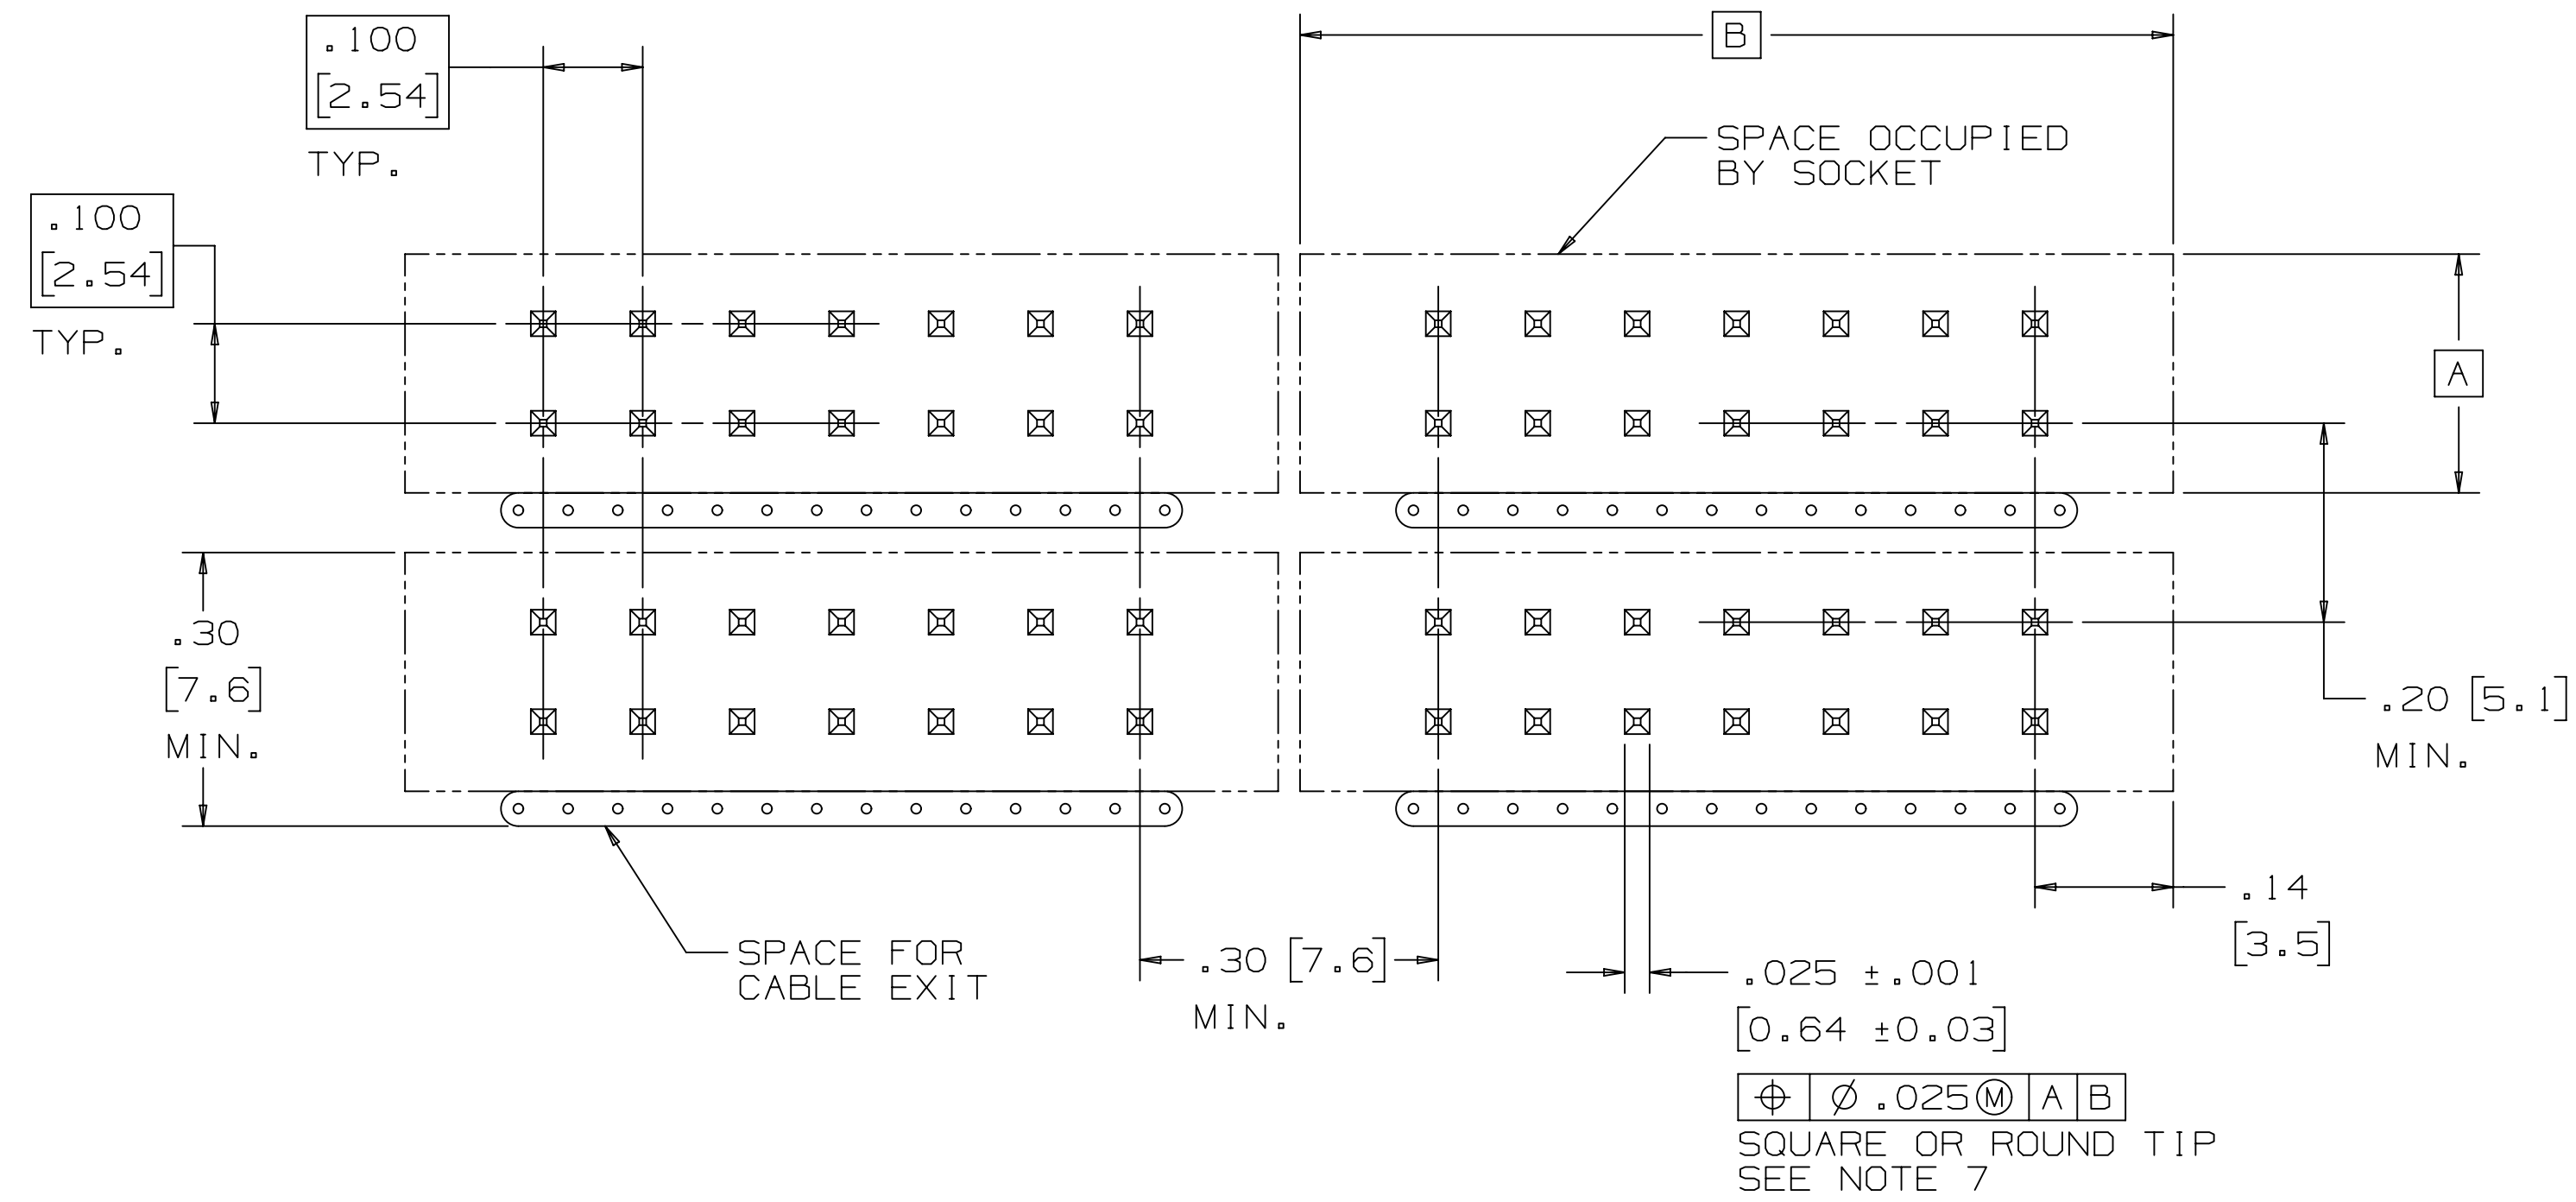 .100
[2.54]
TYP.
B
SPACE OCCUPIED
BY SOCKET
.100
[2.54]
TYP.
A
.30
[7.6]
MIN.
.20 [5.1]
MIN.
.14
[3.5]
SPACE FOR
CABLE EXIT
.30 [7.6]
MIN.
.025 ±.001
[0.64 ±0.03]
⌖ ⌀ .025 Ⓜ A B
SQUARE OR ROUND TIP
SEE NOTE 7